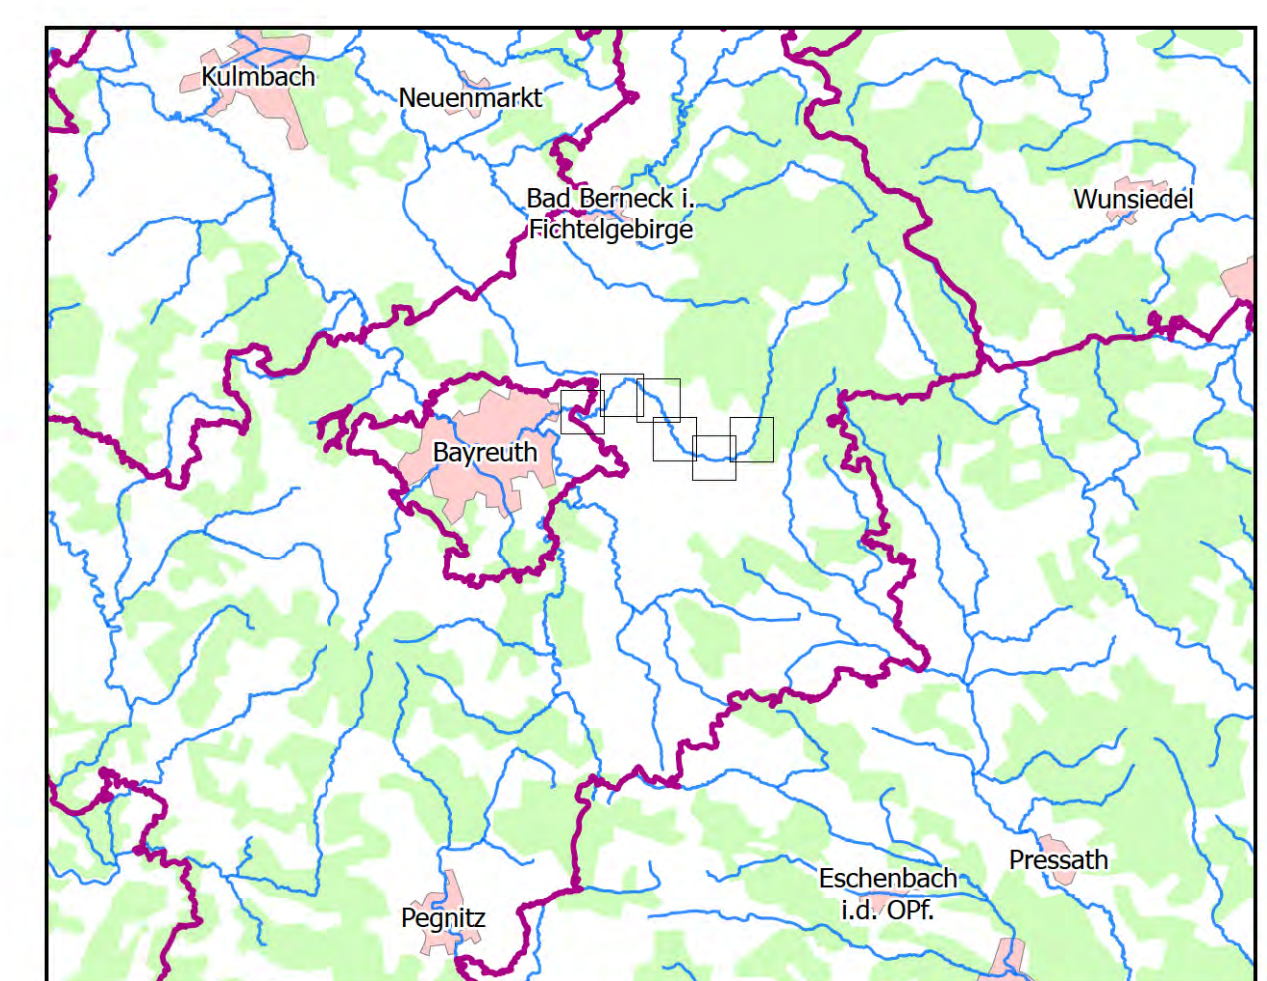 Kulmbach
Neuenmarkt
Bad Berneck i.
Fichtelgebirge
Wunsiedel
Bayreuth
Pressath
Eschenbach
i.d. OPf.
Pegnitz